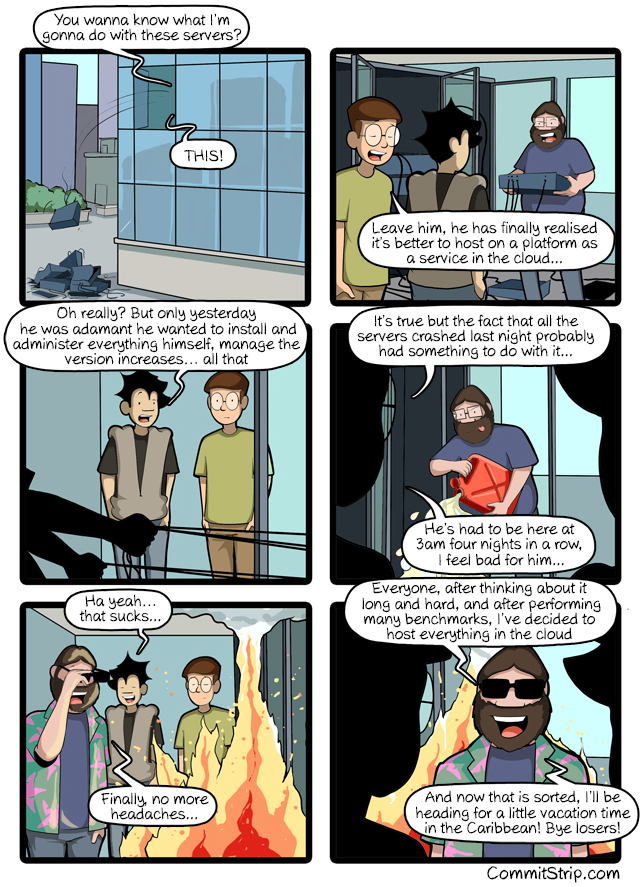 You wanna know what I'm
gonna do with these servers?
THIS!
Leave him, he has finally realised
it's better to host on a platform as
a service in the cloud...
Oh really? But only yesterday
he was adamant he wanted to install and
administer everything himself, manage the
version increases... all that
It's true but the fact that all the
servers crashed last night probably
had something to do with it...
He's had to be here at
3am four nights in a row,
I feel bad for him...
Ha yeah...
that sucks...
Finally, no more
headaches...
Everyone, after thinking about it
long and hard, and after performing
many benchmarks, I've decided to
host everything in the cloud
And now that is sorted, I'll be
heading for a little vacation time
in the Caribbean! Bye losers!
CommitStrip.com